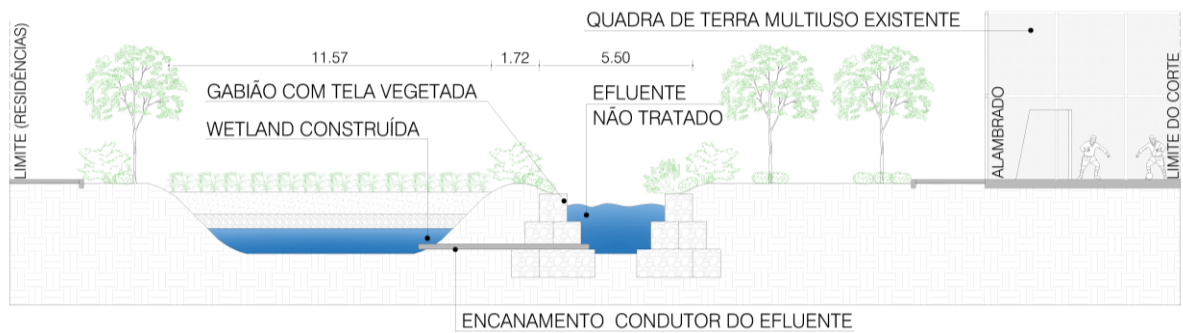 QUADRA DE TERRA MULTIUSO EXISTENTE
LIMITE (RESIDÊNCIAS)
11.57
1.72
5.50
GABIÃO COM TELA VEGETADA
WETLAND CONSTRUÍDA
EFLUENTE
NÃO TRATADO
ALAMBRADO
LIMITE DO CORTE
ENCANAMENTO CONDUTOR DO EFLUENTE